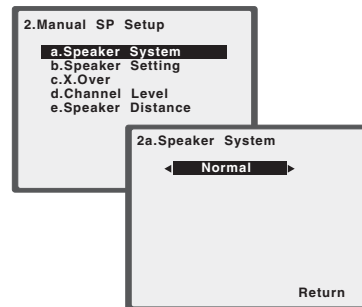 2.Manual SP Setup
a.Speaker System
b.Speaker Setting
c.X.Over
d.Channel Level
e.Speaker Distance
2a.Speaker System
Normal
Return